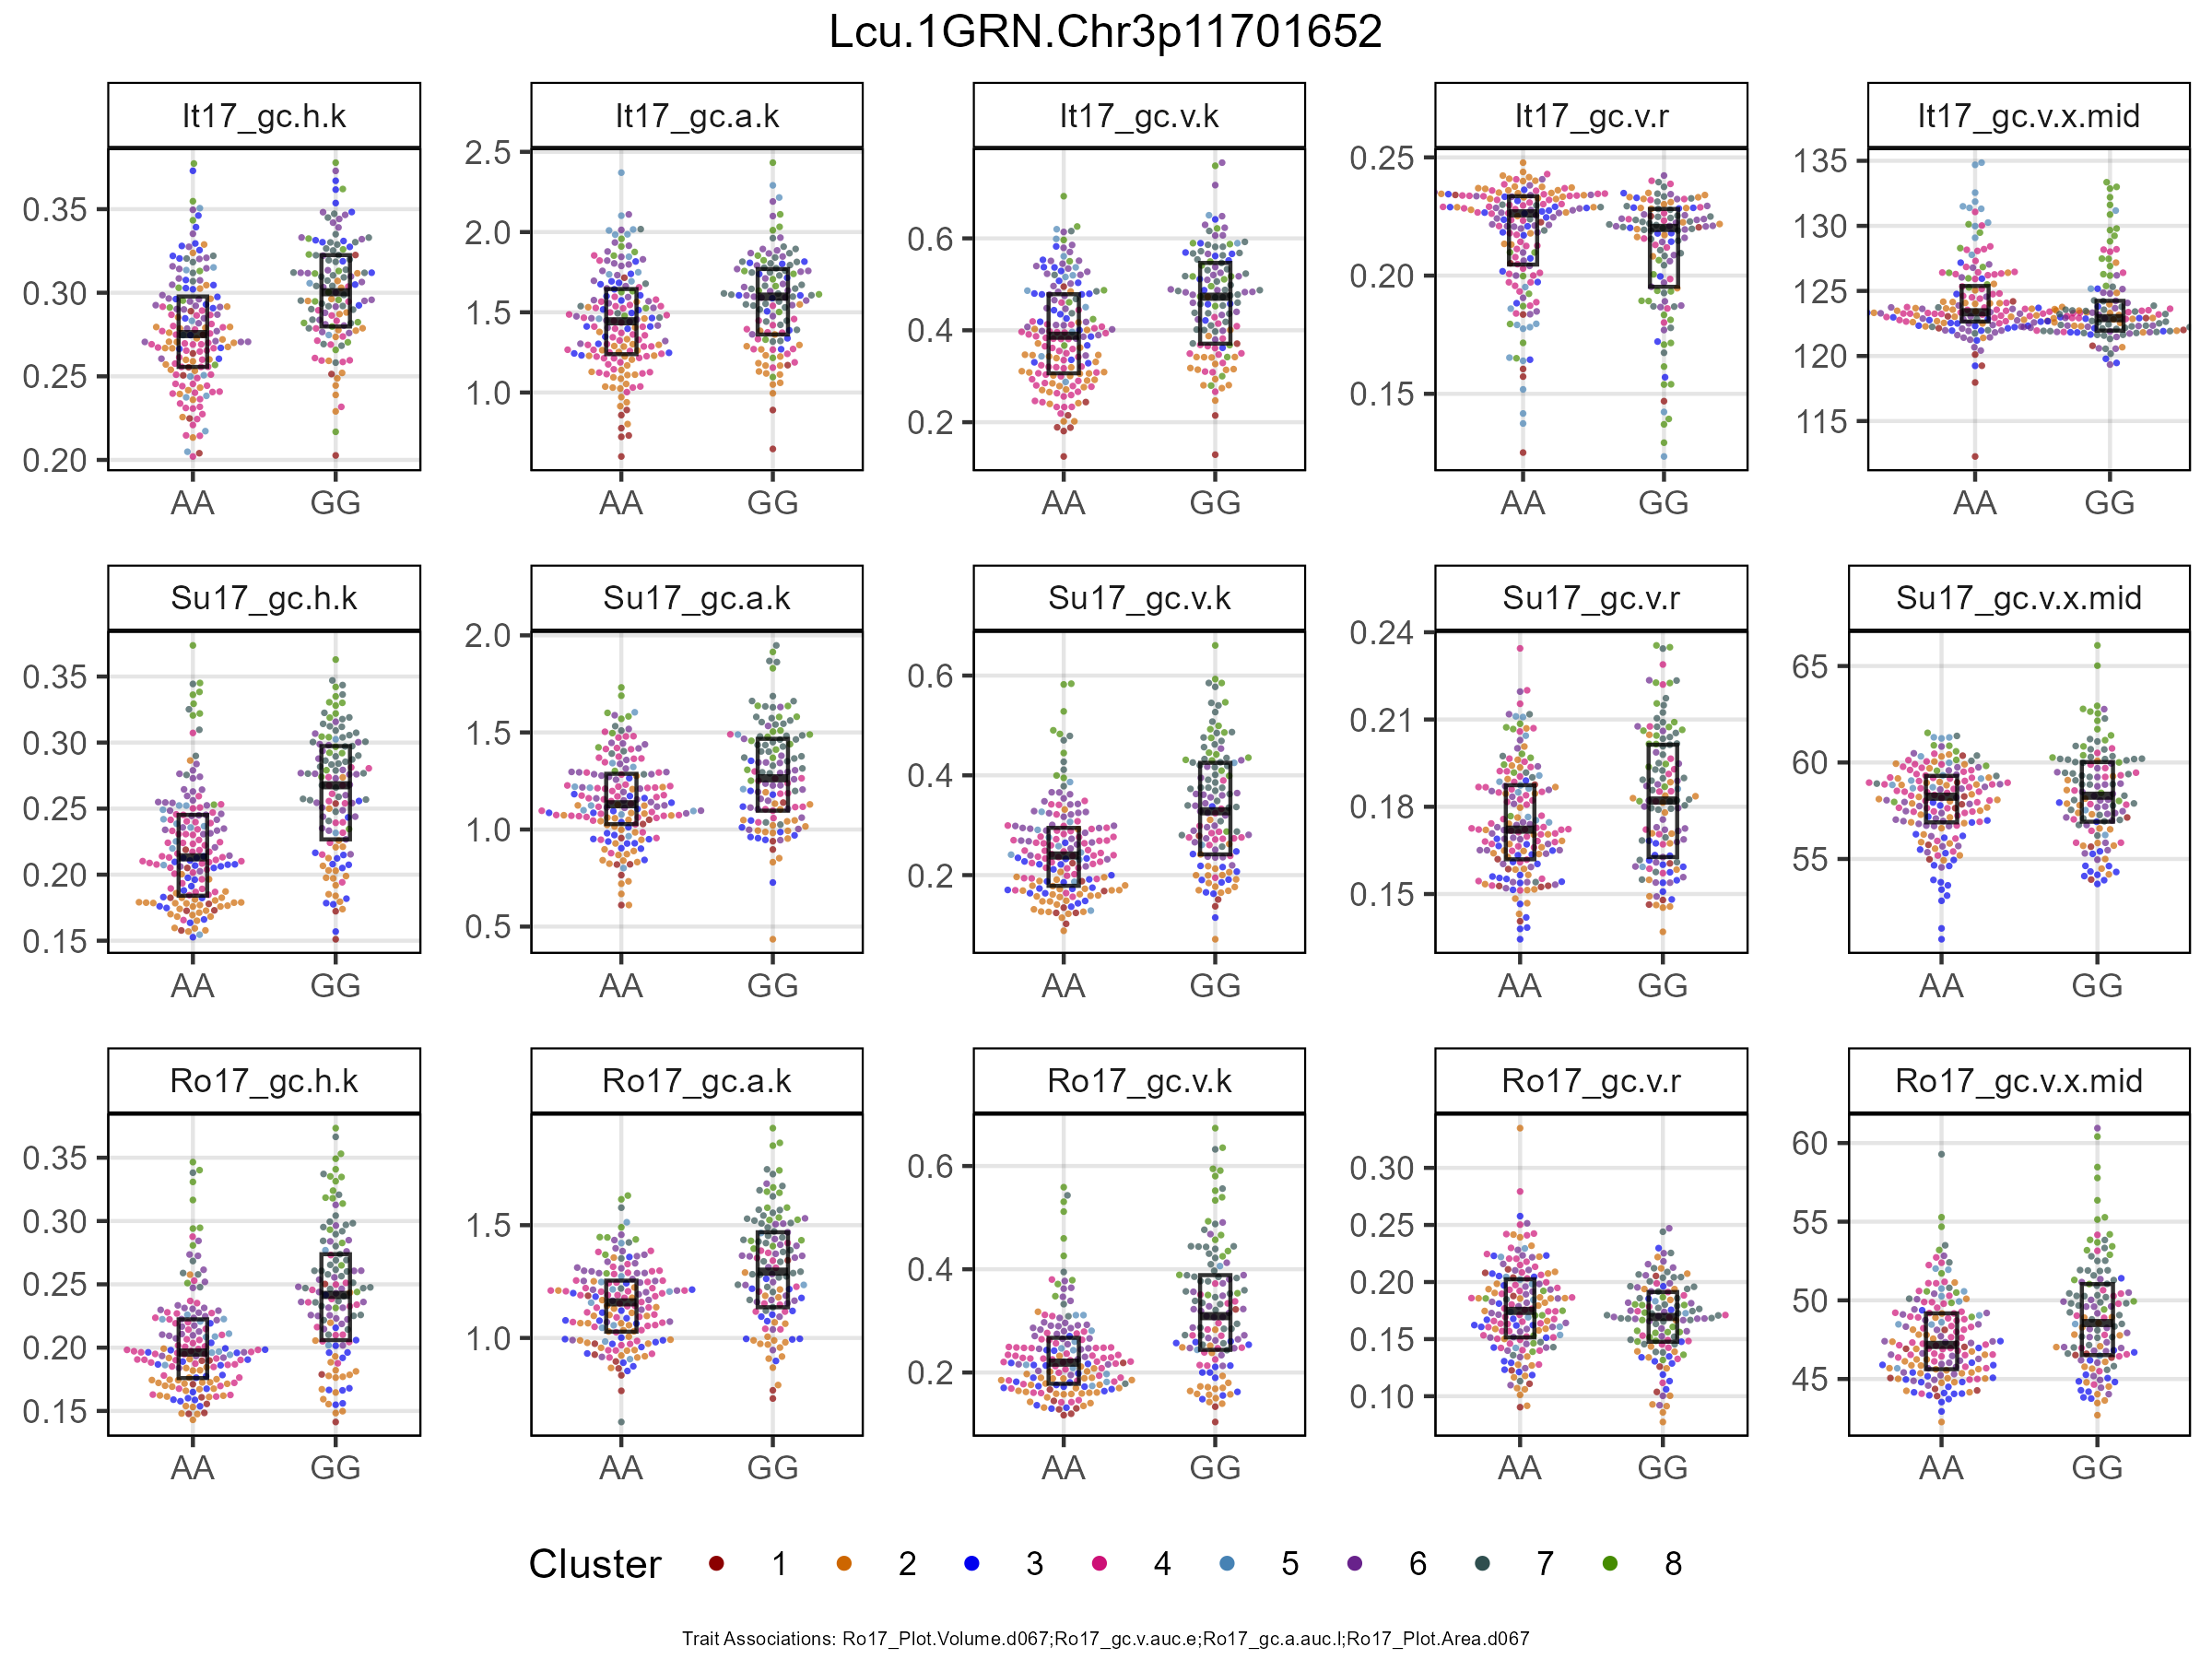 Lcu.1GRN.Chr3p11701652
It17_gc.h.k It17_gc.a.k It17_gc.v.k It17_gc.v.r It17_gc.v.x.mid
0.35 0.30 0.25 0.20
2.5 2.0 1.5 1.0
0.6 0.4 0.2
0.25 0.20 0.15
135 130 125 120 115
AA GG AA GG AA GG AA GG AA GG
Su17_gc.h.k Su17_gc.a.k Su17_gc.v.k Su17_gc.v.r Su17_gc.v.x.mid
0.35 0.30 0.25 0.20 0.15
2.0 1.5 1.0 0.5
0.6 0.4 0.2
0.24 0.21 0.18 0.15
65 60 55
AA GG AA GG AA GG AA GG AA GG
Ro17_gc.h.k Ro17_gc.a.k Ro17_gc.v.k Ro17_gc.v.r Ro17_gc.v.x.mid
0.35 0.30 0.25 0.20 0.15
1.5 1.0
0.6 0.4 0.2
0.30 0.25 0.20 0.15 0.10
60 55 50 45
AA GG AA GG AA GG AA GG AA GG
Cluster 1 2 3 4 5 6 7 8
Trait Associations: Ro17_Plot.Volume.d067;Ro17_gc.v.auc.e;Ro17_gc.a.auc.l;Ro17_Plot.Area.d067